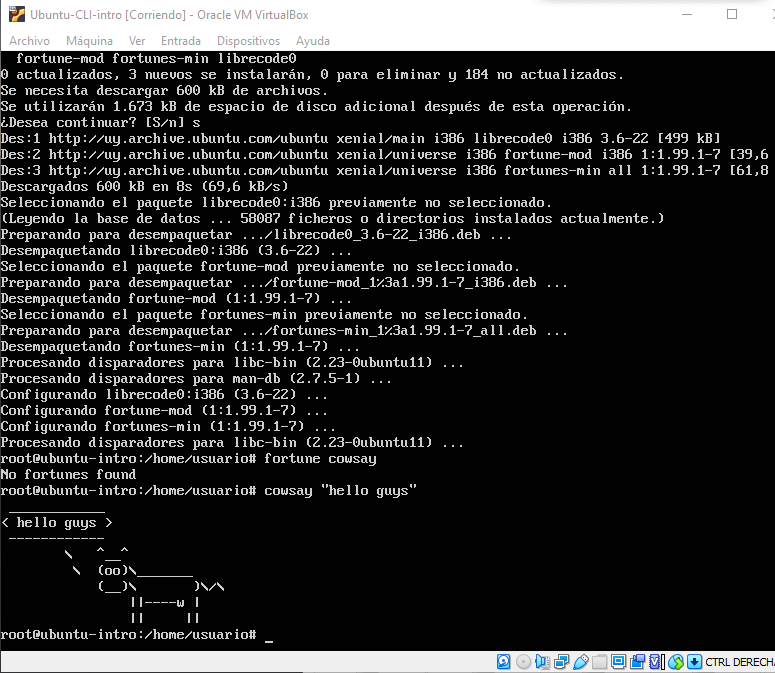 Ubuntu-CLI-intro [Corriendo] - Oracle VM VirtualBox
Archivo Máquina Ver Entrada Dispositivos Ayuda
fortune-mod fortunes-min librecode0
0 actualizados, 3 nuevos se instalarán, 0 para eliminar y 184 no actualizados.
Se necesita descargar 600 kB de archivos.
Se utilizarán 1.673 kB de espacio de disco adicional después de esta operación.
¿Desea continuar? [S/n] s
Des:1 http://uy.archive.ubuntu.com/ubuntu xenial/main i386 librecode0 i386 3.6-22 [499 kB]
Des:2 http://uy.archive.ubuntu.com/ubuntu xenial/universe i386 fortune-mod i386 1:1.99.1-7 [39,6
Des:3 http://uy.archive.ubuntu.com/ubuntu xenial/universe i386 fortunes-min all 1:1.99.1-7 [61,8
Descargados 600 kB en 8s (69,6 kB/s)
Seleccionando el paquete librecode0:i386 previamente no seleccionado.
(Leyendo la base de datos ... 58087 ficheros o directorios instalados actualmente.)
Preparando para desempaquetar .../librecode0_3.6-22_i386.deb ...
Desempaquetando librecode0:i386 (3.6-22) ...
Seleccionando el paquete fortune-mod previamente no seleccionado.
Preparando para desempaquetar .../fortune-mod_1%3a1.99.1-7_i386.deb ...
Desempaquetando fortune-mod (1:1.99.1-7) ...
Seleccionando el paquete fortunes-min previamente no seleccionado.
Preparando para desempaquetar .../fortunes-min_1%3a1.99.1-7_all.deb ...
Desempaquetando fortunes-min (1:1.99.1-7) ...
Procesando disparadores para libc-bin (2.23-0ubuntu11) ...
Procesando disparadores para man-db (2.7.5-1) ...
Configurando librecode0:i386 (3.6-22) ...
Configurando fortune-mod (1:1.99.1-7) ...
Configurando fortunes-min (1:1.99.1-7) ...
Procesando disparadores para libc-bin (2.23-0ubuntu11) ...
root@ubuntu-intro:/home/usuario# fortune cowsay
No fortunes found
root@ubuntu-intro:/home/usuario# cowsay "hello guys"
 ____________
< hello guys >
 ------------
        \   ^__^
         \  (oo)\_______
            (__)\       )\/\
                ||----w |
                ||     ||
root@ubuntu-intro:/home/usuario# _
CTRL DERECHA